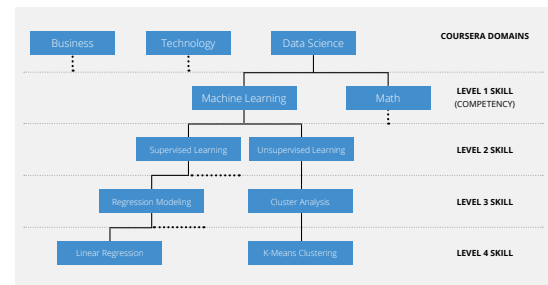 Business
Technology
Data Science
COURSERA DOMAINS
Machine Learning
Math
LEVEL 1 SKILL
(COMPETENCY)
Supervised Learning
Unsupervised Learning
LEVEL 2 SKILL
Regression Modeling
Cluster Analysis
LEVEL 3 SKILL
Linear Regression
K-Means Clustering
LEVEL 4 SKILL